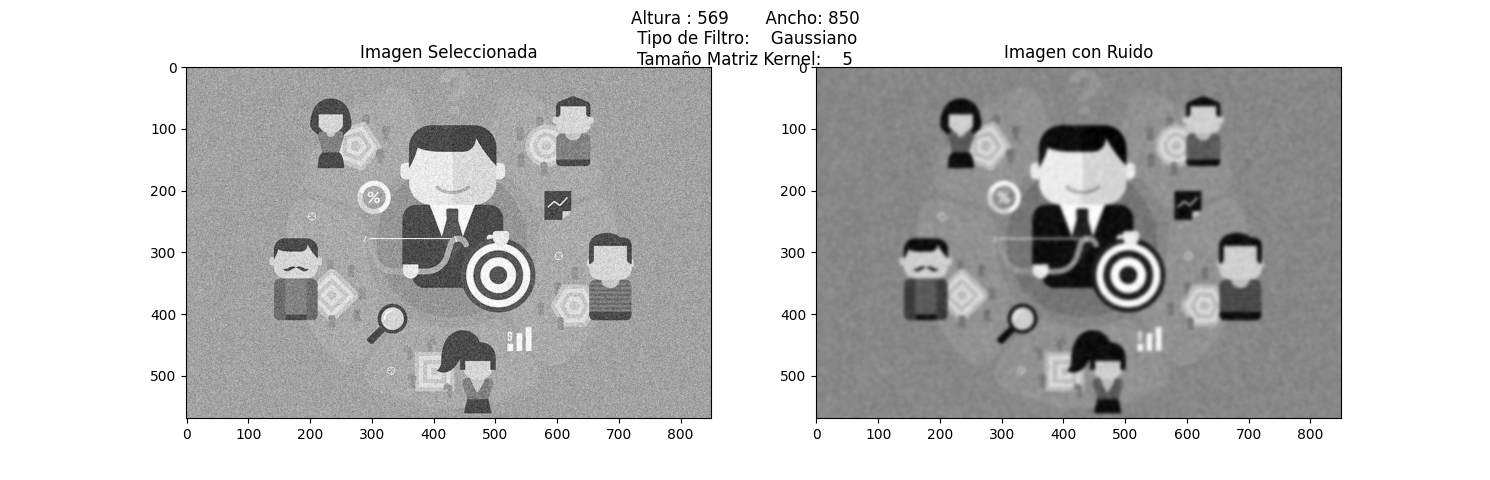 Altura : 569 Ancho: 850
Tipo de Filtro: Gaussiano
Tamaño Matriz Kernel: 5
Imagen Seleccionada
Imagen con Ruido
0
100
200
300
400
500
%
0 100 200 300 400 500 600 700 800
0
100
200
300
400
500
%
0 100 200 300 400 500 600 700 800